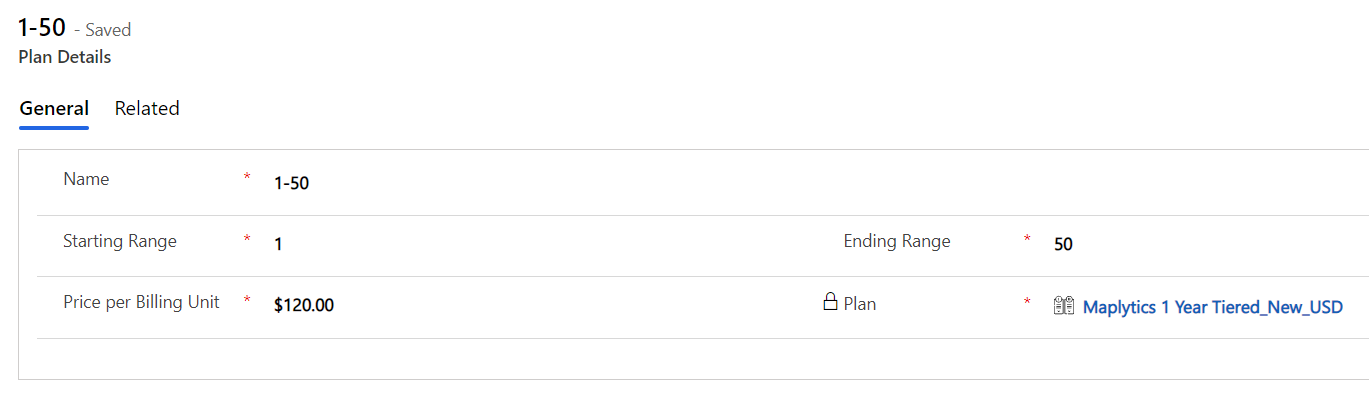 1-50 - Saved
Plan Details
General Related
Name * 1-50
Starting Range * 1 Ending Range * 50
Price per Billing Unit * $120.00 Plan * Maplytics 1 Year Tiered_New_USD